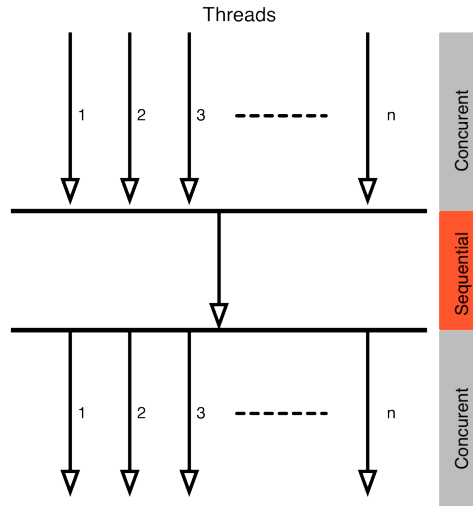 Threads
1 2 3 n
Concurent
Sequential
1 2 3 n
Concurent